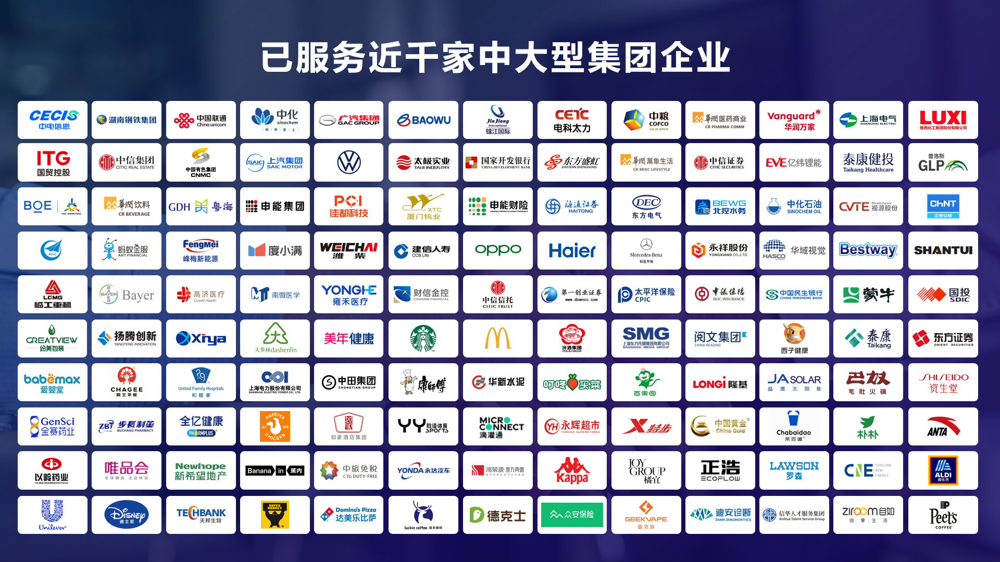 已服务近千家中大型集团企业
CECIS
中电信息
湖南钢铁集团
中国联通
China unicom
中化
sinochem
科 学 至 上
广汽集团
GAC GROUP
BAOWU
Jin Jiang
International
锦江国际
CETC
电科太力
中粮
COFCO
華潤医药商业
CR PHARMA COMM
Vanguard
华润万家
上海电气
SHANGHAI ELECTRIC
LUXI
鲁西化工集团股份有限公司
ITG
国贸控股
中信集团
CITIC REAL ESTATE
中国有色集团
CNMC
SAIC
上汽集团
SAIC MOTOR
太极实业
TAIJI INDUSTRY
国家开发银行
CHINA DEVELOPMENT BANK
东方盛虹
EASTERN SHENGHONG
華潤萬象生活
CR MIXC LIFESTYLE
中信证券
CITIC SECURITIES
EVE亿纬锂能
泰康健投
Taikang Healthcare
普洛斯
GLP
BOE
HC SEMITEK
華潤饮料
CR BEVERAGE
GDH 粤海
申能集团
PCI
佳都科技
XTC
厦门钨业
申能财险
海通证券
HAITONG
DEC
东方电气
BEWG
北控水务
中化石油
SINOCHEM OIL
CVTE
Dream Future
视源股份
CHNT
正泰安能
AVIC
蚂蚁金服
ANT FINANCIAL
FengMei
峰梅新能源
度小满
WEICHAI
潍柴
建信人寿
CCB Life
oppo
Haier
Mercedes-Benz
福建奔驰
永祥股份
YONGXIANG CO.,LTD.
HASCO
华域视觉
Bestway
SHANTUI
LGMG
临工重机
BAYER
BAYER
Bayer
高济医疗
Cowell Health
MT
南微医学
YONGHE
雍禾医疗
财信金控
CHASING FINANCIAL
中信信托
CITIC TRUST
第一创业证券
www. downcc. com
太平洋保险
CPIC
中银保险
BOC INSURANCE
中国民生银行
CHINA MINSHENG BANK
蒙牛
国投
SDIC
GREATVIEW
纷美包装
扬腾创新
YANGTENG INNOVATION
Xinya
大参林dashenlin
美年健康
汾酒集团
FENJIU GROUP
SMG
上海东方传媒集团有限公司
SHANGHAI MEDIA GROUP
阅文集团
CHINA READING
西子健康
泰康
Taikang
东方证券
ORIENT SECURITIES
babemax
爱婴室
CHAGEE
霸王茶姬
United Family Hospitals
和睦家
上海电力股份有限公司
SHANGHAI ELECTRIC POWER CO., LTD.
中田集团
ZHONGTIAN GROUP
康師傅
华新水泥
叮咚买菜
百果园
LONGi 隆基
JA SOLAR
晶 澳 太 阳 能
巴奴
毛肚火锅
SHISEIDO
资生堂
GenSci
金赛药业
ZBT
步長制薬
BUCHANG PHARMACY
全亿健康
PHARMPLUS
POPEYES
EST. 1972
CHICKEN
如家
如家酒店集团
YY
胜道体育
SPORTS
MICRO
CONNECT
滴灌通
YH
永辉超市
YONGHUI SUPERSTORES
X特步
中国黄金
China Gold
Chabaidao
茶百道
朴朴
ANTA
以岭药业
YILING PHARMACEUTICAL
唯品会
全球精选 正品特卖
Newhope
新希望地产
Banana in 蕉内
中旅免税
CTG DUTY-FREE
YONDA永达汽车
鸿荣源·壹方商置
Kappa
JOY
GROUP
橘宜
正浩
ECOFLOW
LAWSON
罗森
CNE
CONCORD
NEW
ENERGY
ALDI
奥乐齐
Unilever
DISNEY
迪士尼
TECHBANK
天邦生物
SUPER
MONKEY
Domino's Pizza
达美乐比萨
luckin coffee 瑞幸咖啡
德克士
众安保险
GEEKVAPE
基克纳
迪安诊断
DIAN DIAGNOSTICS
信华人才服务集团
Xinhua Talent Service Group
ziroom自如
创 享 生 活
Peet's
COFFEE